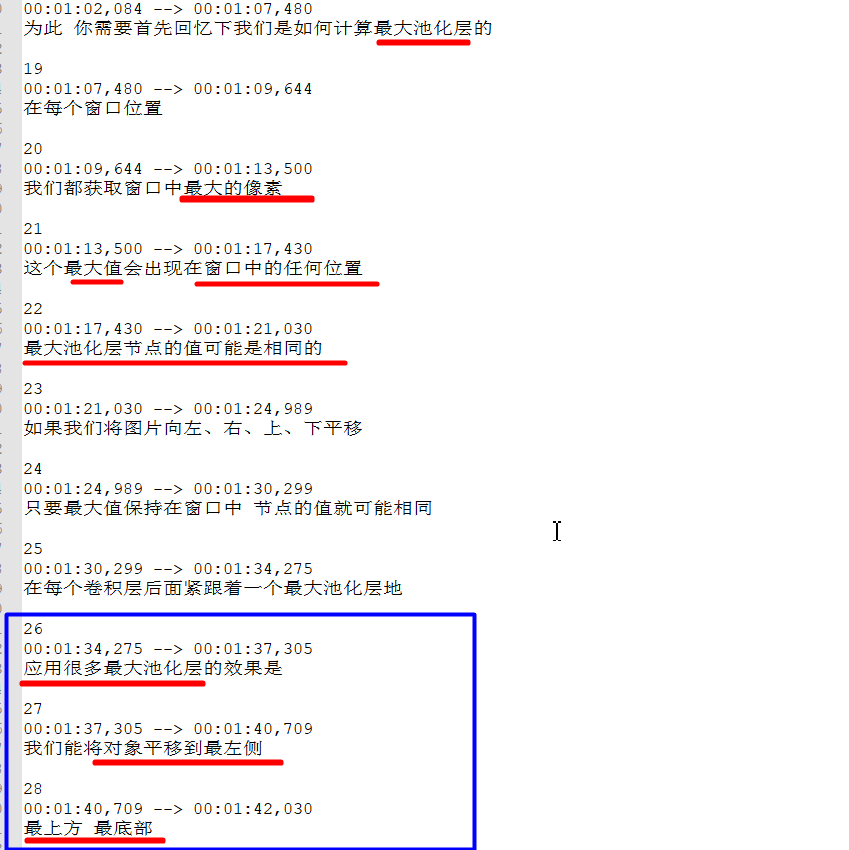 00:01:02,084 --> 00:01:07,480
为此 你需要首先回忆下我们是如何计算最大池化层的
19
00:01:07,480 --> 00:01:09,644
在每个窗口位置
20
00:01:09,644 --> 00:01:13,500
我们都获取窗口中最大的像素
21
00:01:13,500 --> 00:01:17,430
这个最大值会出现在窗口中的任何位置
22
00:01:17,430 --> 00:01:21,030
最大池化层节点的值可能是相同的
23
00:01:21,030 --> 00:01:24,989
如果我们将图片向左、右、上、下平移
24
00:01:24,989 --> 00:01:30,299
只要最大值保持在窗口中 节点的值就可能相同
25
00:01:30,299 --> 00:01:34,275
在每个卷积层后面紧跟着一个最大池化层地
26
00:01:34,275 --> 00:01:37,305
应用很多最大池化层的效果是
27
00:01:37,305 --> 00:01:40,709
我们能将对象平移到最左侧
28
00:01:40,709 --> 00:01:42,030
最上方 最底部